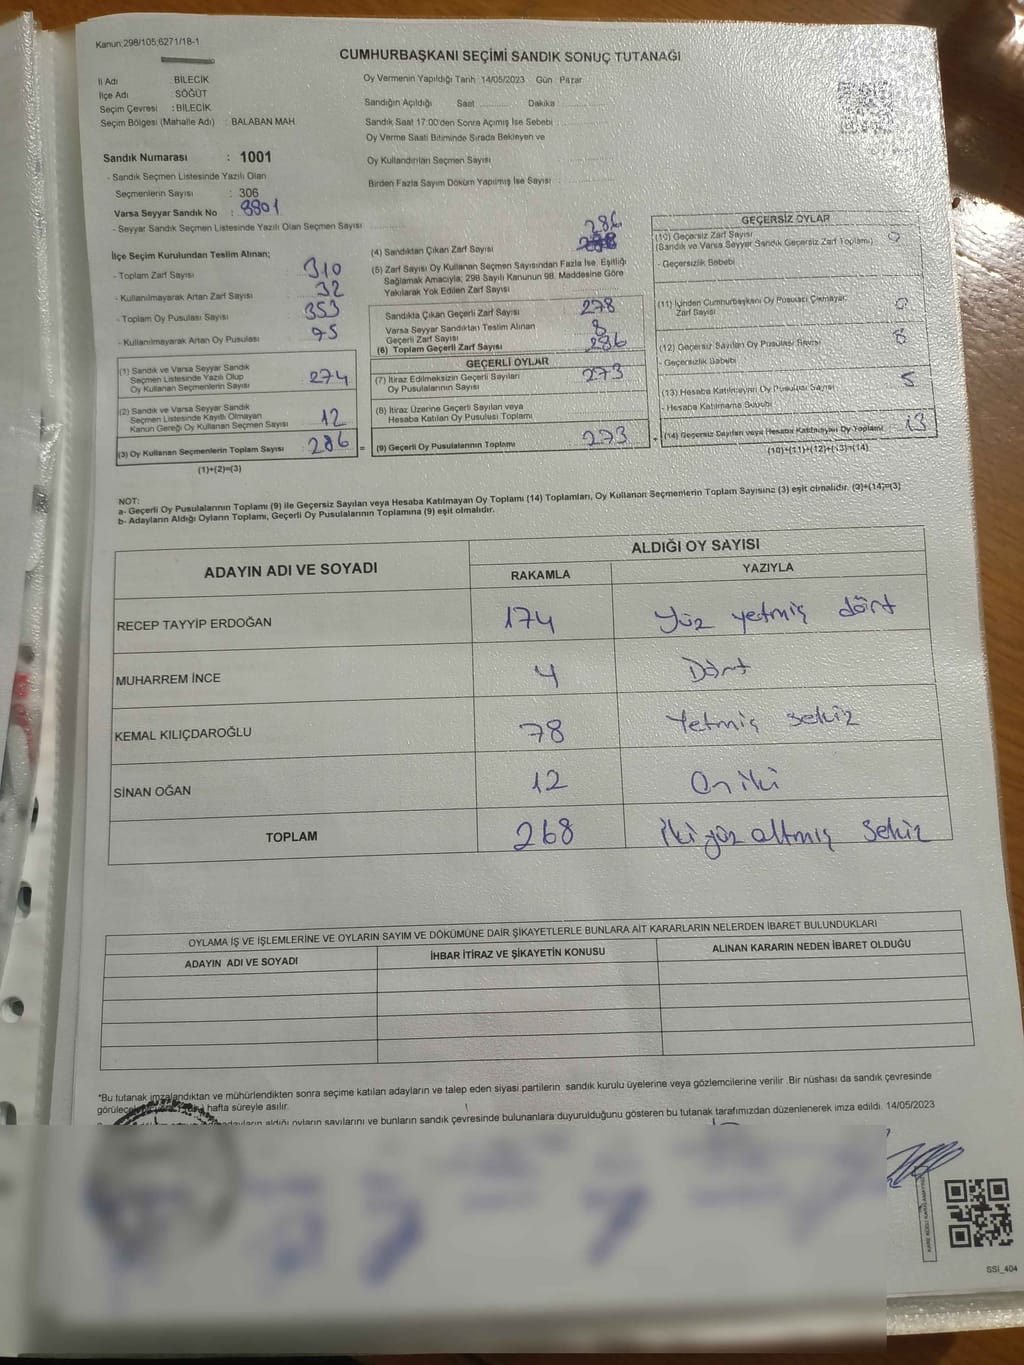 Kanun;298/105;6271/18-1
CUMHURBAŞKANI SEÇİMİ SANDIK SONUÇ TUTANAĞI
İl Adı BİLECİK
İlçe Adı : SÖĞÜT
Seçim Çevresi : BİLECİK
Seçim Bölgesi (Mahalle Adı) : BALABAN MAH.
Oy Vermenin Yapıldığı Tarih 14/05/2023 Gün : Pazar
Sandığın Açıldığı Saat Dakika
Sandık Saat 17:00'den Sonra Açılmış İse Sebebi
Oy Verme Saati Bitiminde Sırada Bekleyen ve
Oy Kullandırılan Seçmen Sayısı
Birden Fazla Sayım Döküm Yapılmış İse Sayısı
Sandık Numarası : 1001
- Sandık Seçmen Listesinde Yazılı Olan
Seçmenlerin Sayısı : 306
Varsa Seyyar Sandık No : 9901
- Seyyar Sandık Seçmen Listesinde Yazılı Olan Seçmen Sayısı
İlçe Seçim Kurulundan Teslim Alınan;
- Toplam Zarf Sayısı 310
- Kullanılmayarak Artan Zarf Sayısı 32
- Toplam Oy Pusulası Sayısı 353
- Kullanılmayarak Artan Oy Pusulası 75
(1) Sandık ve Varsa Seyyar Sandık
Seçmen Listesinde Yazılı Olup
Oy Kullanan Seçmenlerin Sayısı 274
(2) Sandık ve Varsa Seyyar Sandık
Seçmen Listesinde Kayıtlı Olmayan
Kanun Gereği Oy Kullanan Seçmen Sayısı 12
(3) Oy Kullanan Seçmenlerin Toplam Sayısı 286 =
(1)+(2)=(3)
286
(4) Sandıktan Çıkan Zarf Sayısı
(5) Zarf Sayısı Oy Kullanan Seçmen Sayısından Fazla İse, Eşitliği
Sağlamak Amacıyla; 298 Sayılı Kanunun 98. Maddesine Göre
Yakılarak Yok Edilen Zarf Sayısı
Sandıkta Çıkan Geçerli Zarf Sayısı 278
Varsa Seyyar Sandıktan Teslim Alınan
Geçerli Zarf Sayısı 8
(6) Toplam Geçerli Zarf Sayısı 286
GEÇERLİ OYLAR
(7) İtiraz Edilmeksizin Geçerli Sayılan
Oy Pusulalarının Sayısı 273
(8) İtiraz Üzerine Geçerli Sayılan veya
Hesaba Katılan Oy Pusulası Toplamı
(9) Geçerli Oy Pusulalarının Toplamı 273
GEÇERSİZ OYLAR
(10) Geçersiz Zarf Sayısı
(Sandık ve Varsa Seyyar Sandık Geçersiz Zarf Toplamı) 0
- Geçersizlik Sebebi
(11) İçinden Cumhurbaşkanı Oy Pusulası Çıkmayan
Zarf Sayısı 0
(12) Geçersiz Sayılan Oy Pusulası Sayısı 8
- Geçersizlik Sebebi
(13) Hesaba Katılmayan Oy Pusulası Sayısı 5
- Hesaba Katılmama Sebebi
(14) Geçersiz Sayılan veya Hesaba Katılmayan Oy Toplamı 13
(10)+(11)+(12)+(13)=(14)
NOT:
a- Geçerli Oy Pusulalarının Toplamı (9) ile Geçersiz Sayılan veya Hesaba Katılmayan Oy Toplamı (14) Toplamları, Oy Kullanan Seçmenlerin Toplam Sayısına (3) eşit olmalıdır. (9)+(14)=(3)
b- Adayların Aldığı Oyların Toplamı, Geçerli Oy Pusulalarının Toplamına (9) eşit olmalıdır.
ADAYIN ADI VE SOYADI
ALDIĞI OY SAYISI
RAKAMLA YAZIYLA
RECEP TAYYİP ERDOĞAN 174 Yüz yetmiş dört
MUHARREM İNCE 4 Dört
KEMAL KILIÇDAROĞLU 78 Yetmiş sekiz
SİNAN OĞAN 12 On iki
TOPLAM 268 iki yüz altmış sekiz
OYLAMA İŞ VE İŞLEMLERİNE VE OYLARIN SAYIM VE DÖKÜMÜNE DAİR ŞİKAYETLERLE BUNLARA AİT KARARLARIN NELERDEN İBARET BULUNDUKLARI
ADAYIN ADI VE SOYADI İHBAR İTİRAZ VE ŞİKAYETİN KONUSU ALINAN KARARIN NEDEN İBARET OLDUĞU
*Bu tutanak imzalandıktan ve mühürlendikten sonra seçime katılan adayların ve talep eden siyasi partilerin sandık kurulu üyelerine veya gözlemcilerine verilir .Bir nüshası da sandık çevresinde
hafta süreyle asılır.
aldığı oyların sayılarını ve bunların sandık çevresinde bulunanlara duyurulduğunu gösteren bu tutanak tarafımızdan düzenlenerek imza edildi. 14/05/2023
SSİ_404